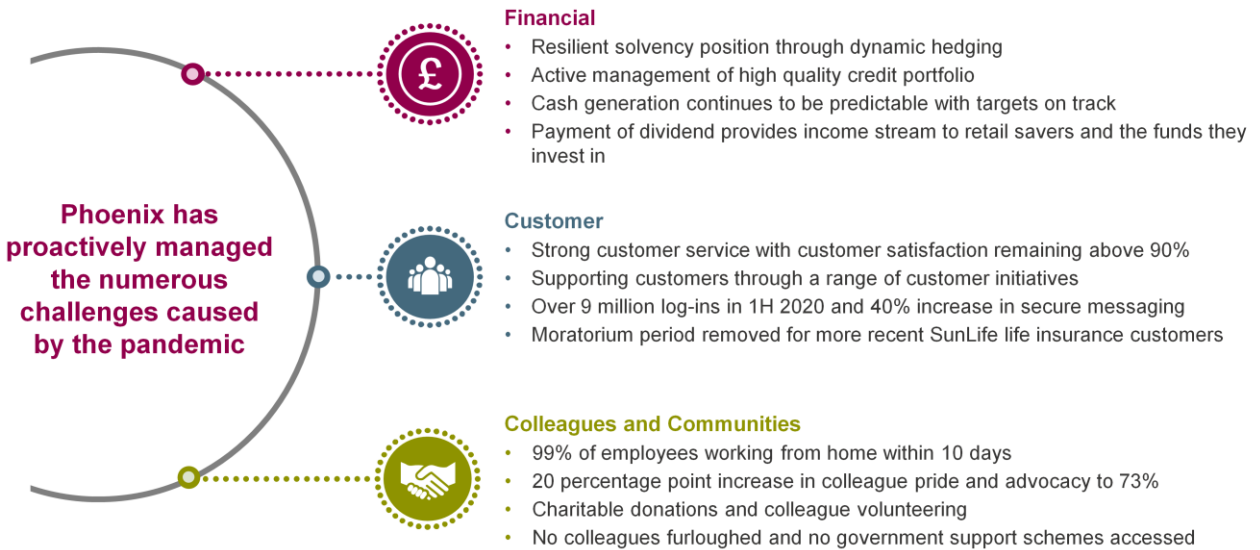 Phoenix has
proactively managed
the numerous
challenges caused
by the pandemic
£
Financial
• Resilient solvency position through dynamic hedging
• Active management of high quality credit portfolio
• Cash generation continues to be predictable with targets on track
• Payment of dividend provides income stream to retail savers and the funds they
invest in
Customer
• Strong customer service with customer satisfaction remaining above 90%
• Supporting customers through a range of customer initiatives
• Over 9 million log-ins in 1H 2020 and 40% increase in secure messaging
• Moratorium period removed for more recent SunLife life insurance customers
Colleagues and Communities
• 99% of employees working from home within 10 days
• 20 percentage point increase in colleague pride and advocacy to 73%
• Charitable donations and colleague volunteering
• No colleagues furloughed and no government support schemes accessed